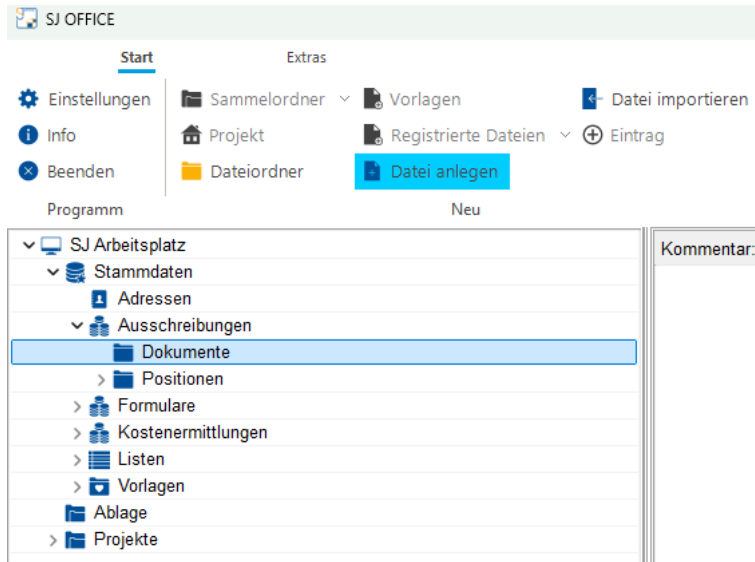 SJ OFFICE
Start Extras
Einstellungen Sammelordner Vorlagen Datei importieren
Info Projekt Registrierte Dateien Eintrag
Beenden Dateiordner Datei anlegen
Programm Neu
SJ Arbeitsplatz Kommentar:
Stammdaten
Adressen
Ausschreibungen
Dokumente
Positionen
Formulare
Kostenermittlungen
Listen
Vorlagen
Ablage
Projekte